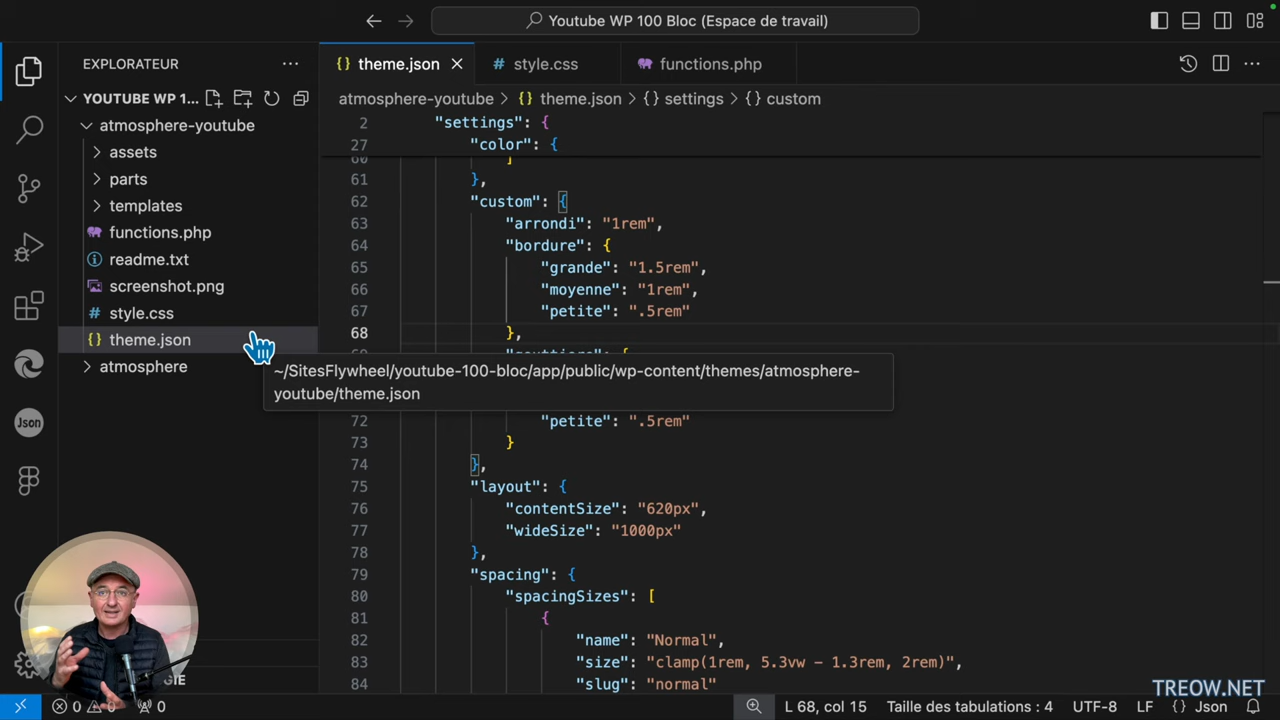 Youtube WP 100 Bloc (Espace de travail)
EXPLORATEUR
YOUTUBE WP 1...
atmosphere-youtube
assets
parts
templates
functions.php
readme.txt
screenshot.png
# style.css
{} theme.json
atmosphere
Json
{} theme.json
# style.css
functions.php
atmosphere-youtube > {} theme.json > {} settings > {} custom
2 "settings": {
27 "color": {
60 ]
61 },
62 "custom": {
63 "arrondi": "1rem",
64 "bordure": {
65 "grande": "1.5rem",
66 "moyenne": "1rem",
67 "petite": ".5rem"
68 },
~/SitesFlywheel/youtube-100-bloc/app/public/wp-content/themes/atmosphere-
youtube/theme.json
72 "petite": ".5rem"
73 }
74 },
75 "layout": {
76 "contentSize": "620px",
77 "wideSize": "1000px"
78 },
79 "spacing": {
80 "spacingSizes": [
81 {
82 "name": "Normal",
83 "size": "clamp(1rem, 5.3vw - 1.3rem, 2rem)",
84 "slug": "normal"
TREOW.NET
0 0 0
L 68, col 15
Taille des tabulations : 4
UTF-8
LF
{} Json